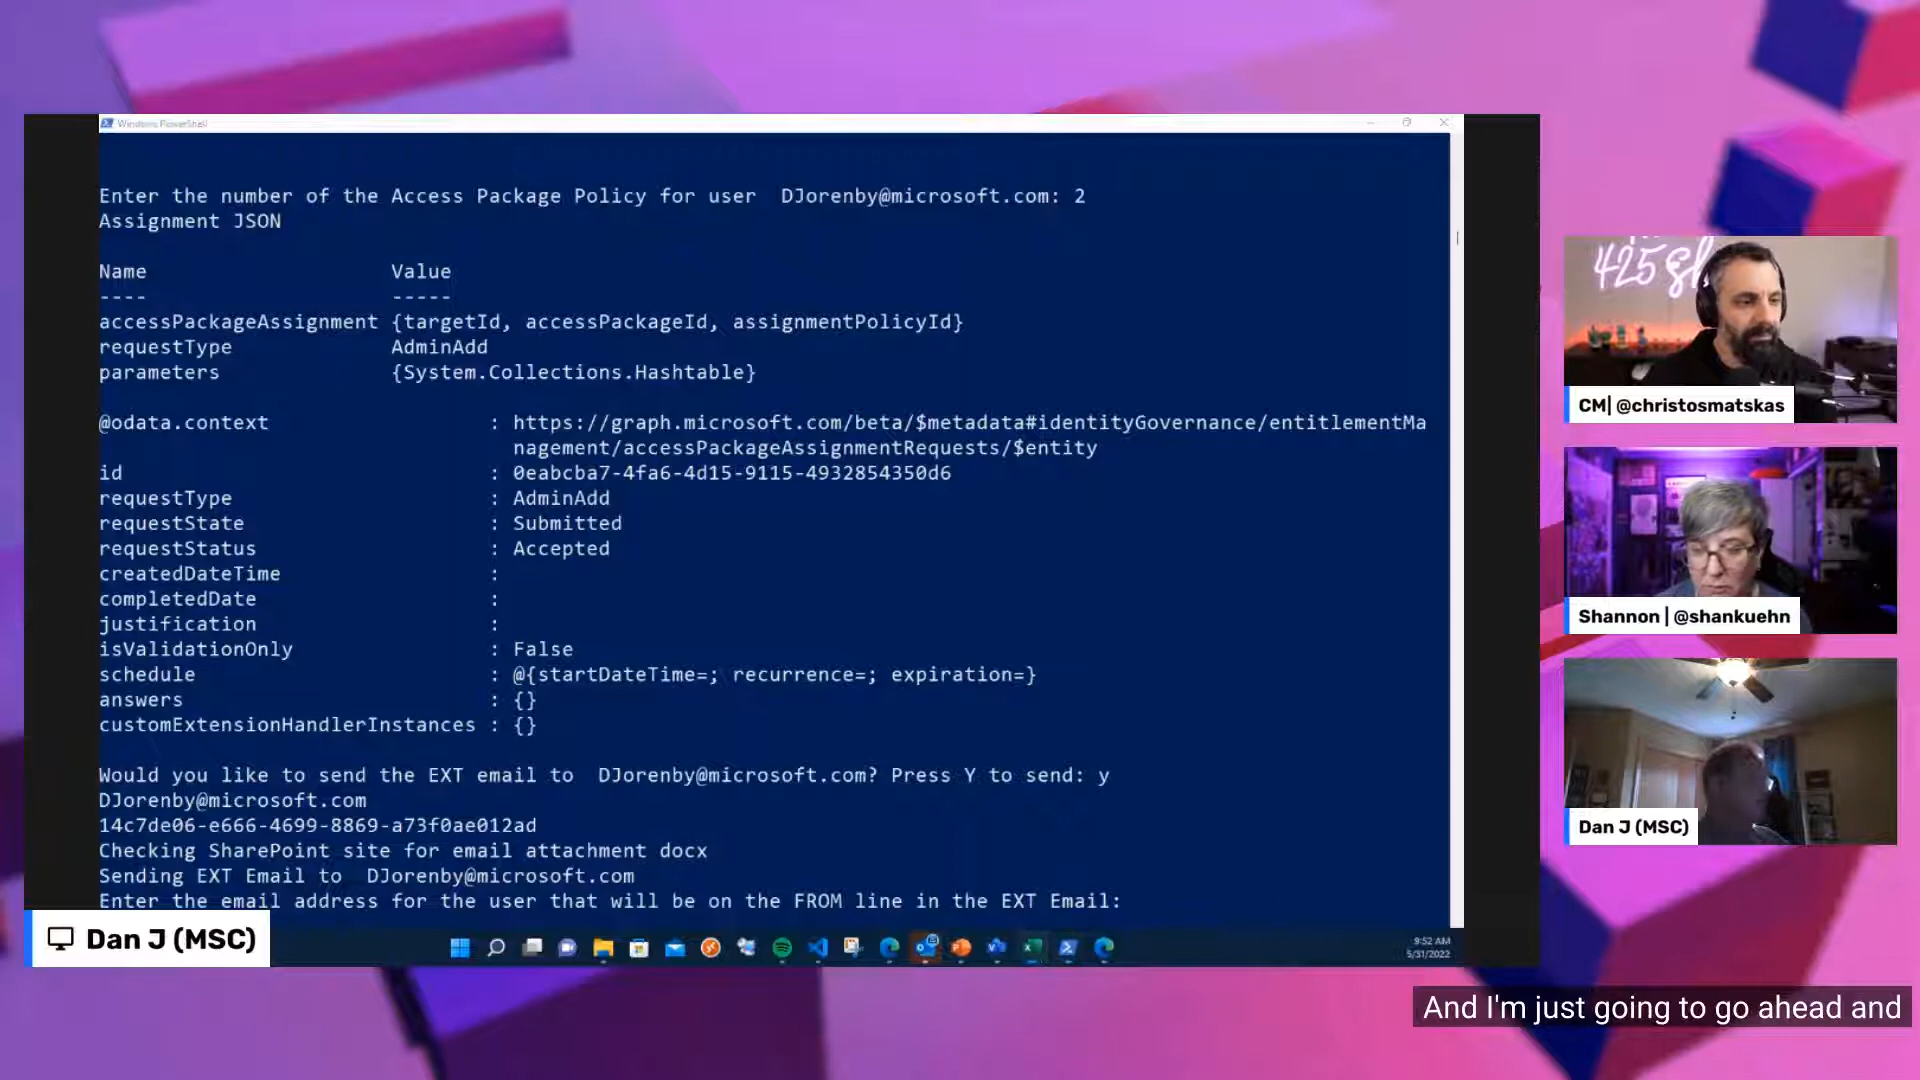 Windows PowerShell
Enter the number of the Access Package Policy for user  DJorenby@microsoft.com: 2
Assignment JSON
Name Value
---- -----
accessPackageAssignment {targetId, accessPackageId, assignmentPolicyId}
requestType AdminAdd
parameters {System.Collections.Hashtable}
@odata.context : https://graph.microsoft.com/beta/$metadata#identityGovernance/entitlementMa
nagement/accessPackageAssignmentRequests/$entity
id : 0eabcba7-4fa6-4d15-9115-4932854350d6
requestType : AdminAdd
requestState : Submitted
requestStatus : Accepted
createdDateTime :
completedDate :
justification :
isValidationOnly : False
schedule : @{startDateTime=; recurrence=; expiration=}
answers : {}
customExtensionHandlerInstances : {}
Would you like to send the EXT email to  DJorenby@microsoft.com? Press Y to send: y
DJorenby@microsoft.com
14c7de06-e666-4699-8869-a73f0ae012ad
Checking SharePoint site for email attachment docx
Sending EXT Email to  DJorenby@microsoft.com
Enter the email address for the user that will be on the FROM line in the EXT Email:
9:52 AM
5/31/2022
Dan J (MSC)
CM| @christosmatskas
Shannon | @shankuehn
Dan J (MSC)
And I'm just going to go ahead and